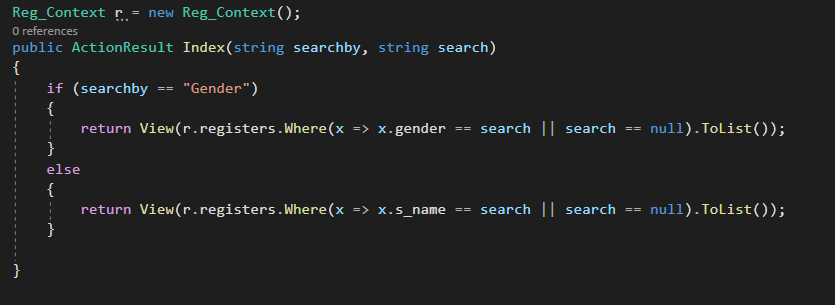 Reg_Context r = new Reg_Context();
0 references
public ActionResult Index(string searchby, string search)
{
if (searchby == "Gender")
{
return View(r.registers.Where(x => x.gender == search || search == null).ToList());
}
else
{
return View(r.registers.Where(x => x.s_name == search || search == null).ToList());
}
}